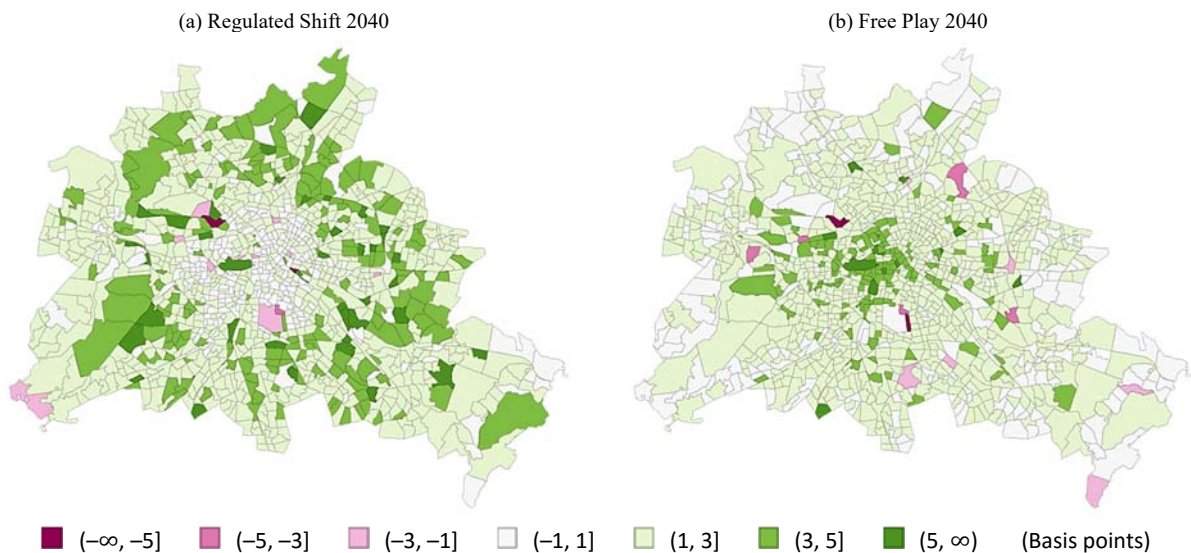 (a) Regulated Shift 2040
(b) Free Play 2040
(–∞, –5] (–5, –3] (–3, –1] (–1, 1] (1, 3] (3, 5] (5, ∞) (Basis points)